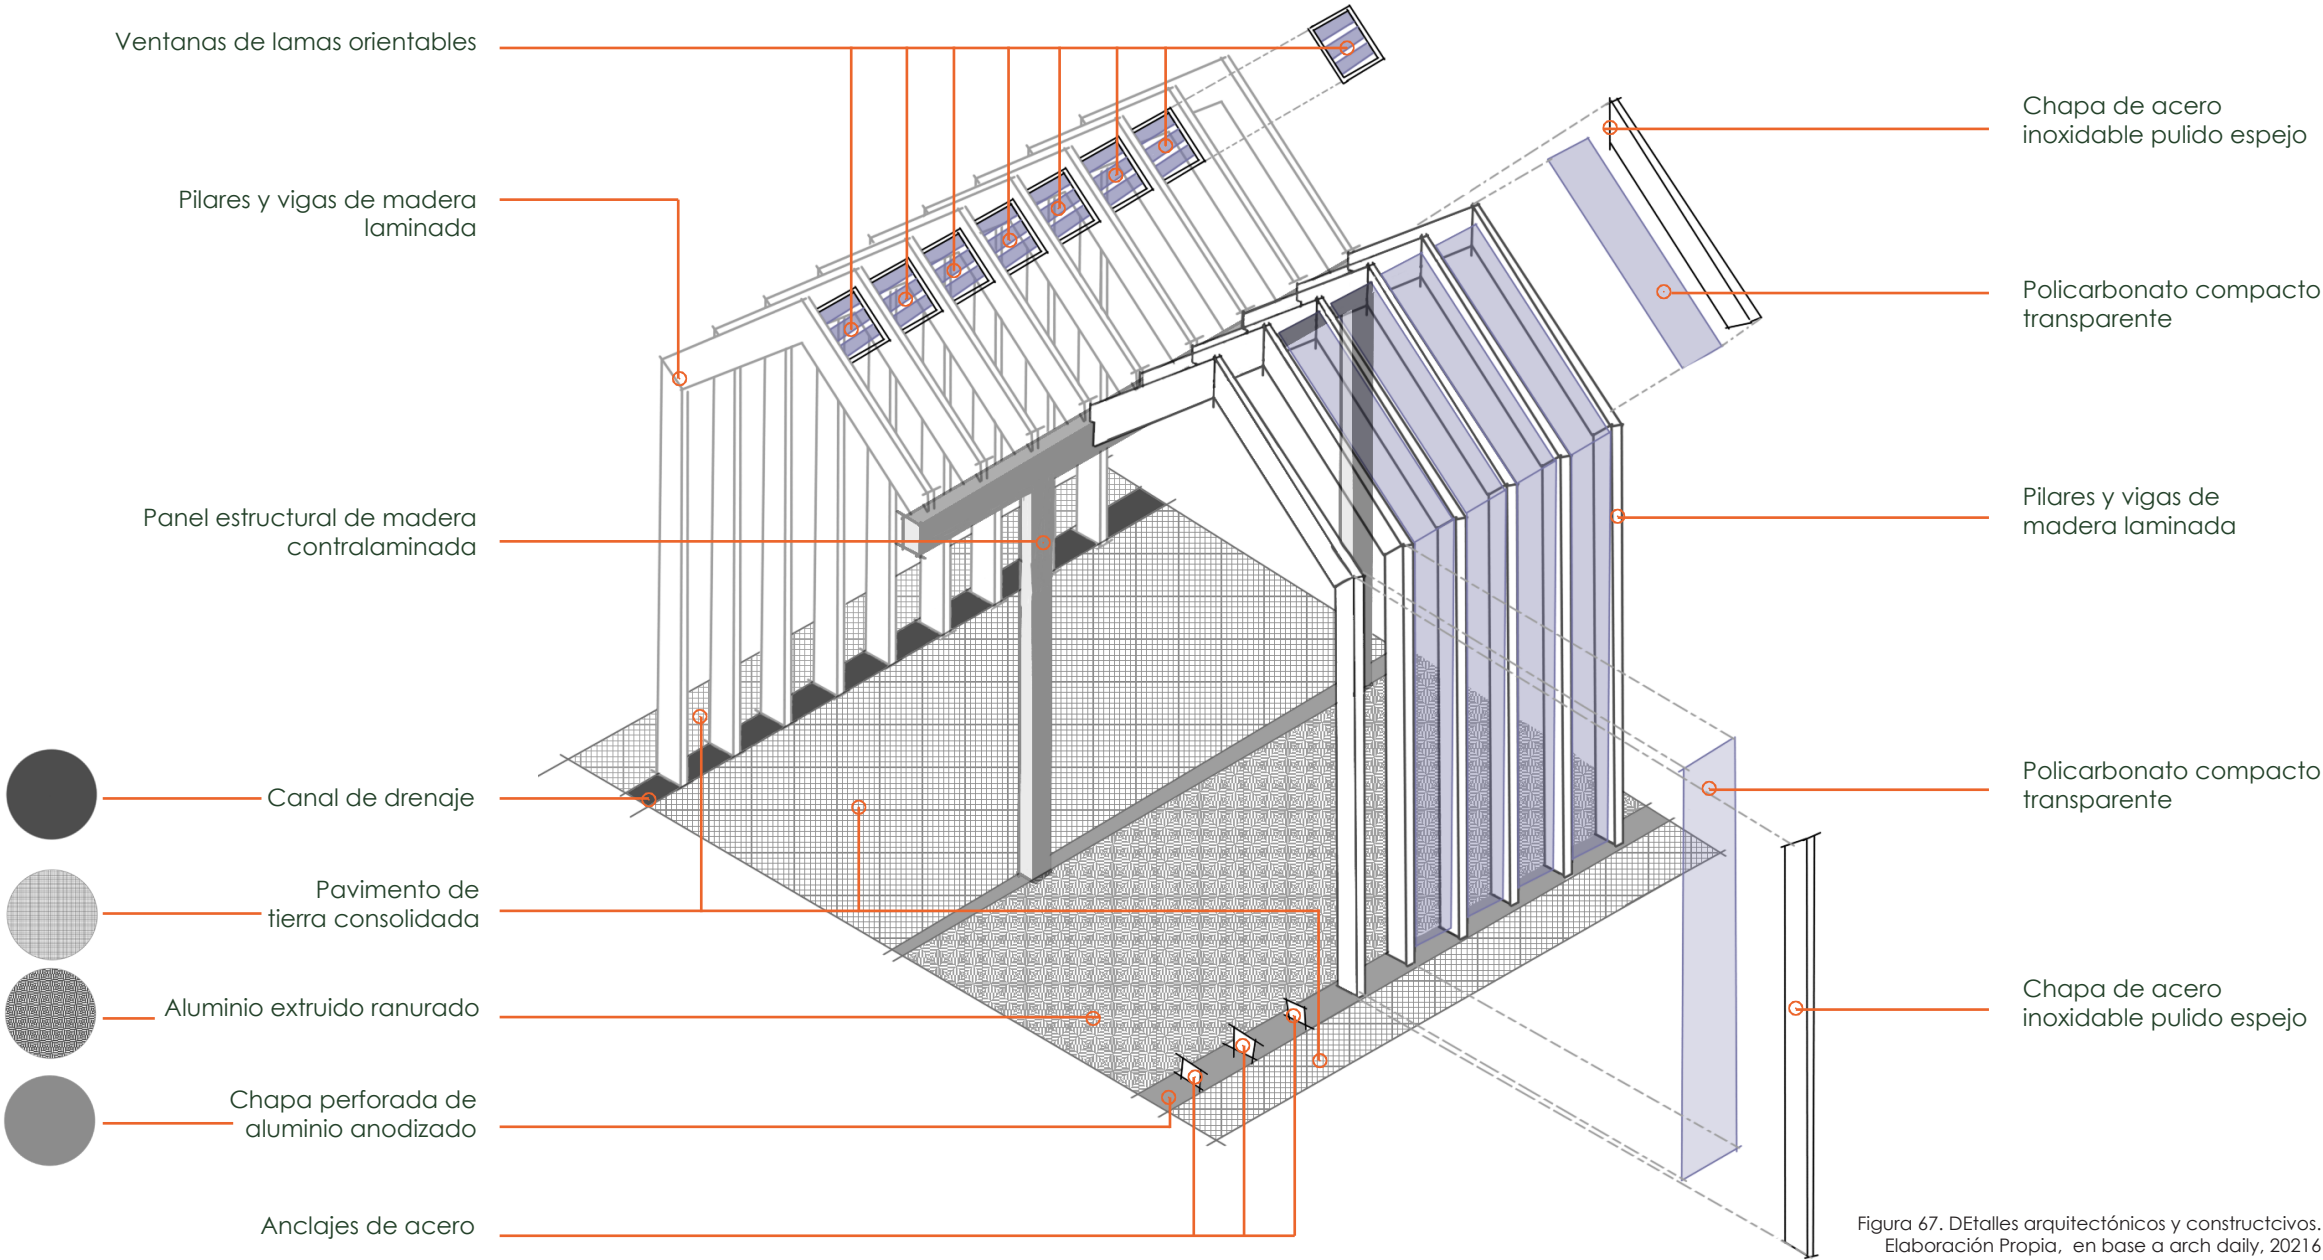 Ventanas de lamas orientables
Pilares y vigas de madera
laminada
Panel estructural de madera
contralaminada
Canal de drenaje
Pavimento de
tierra consolidada
Aluminio extruido ranurado
Chapa perforada de
aluminio anodizado
Anclajes de acero
Chapa de acero
inoxidable pulido espejo
Policarbonato compacto
transparente
Pilares y vigas de
madera laminada
Policarbonato compacto
transparente
Chapa de acero
inoxidable pulido espejo
Figura 67. DEtalles arquitectónicos y constructcivos.
Elaboración Propia, en base a arch daily, 20216